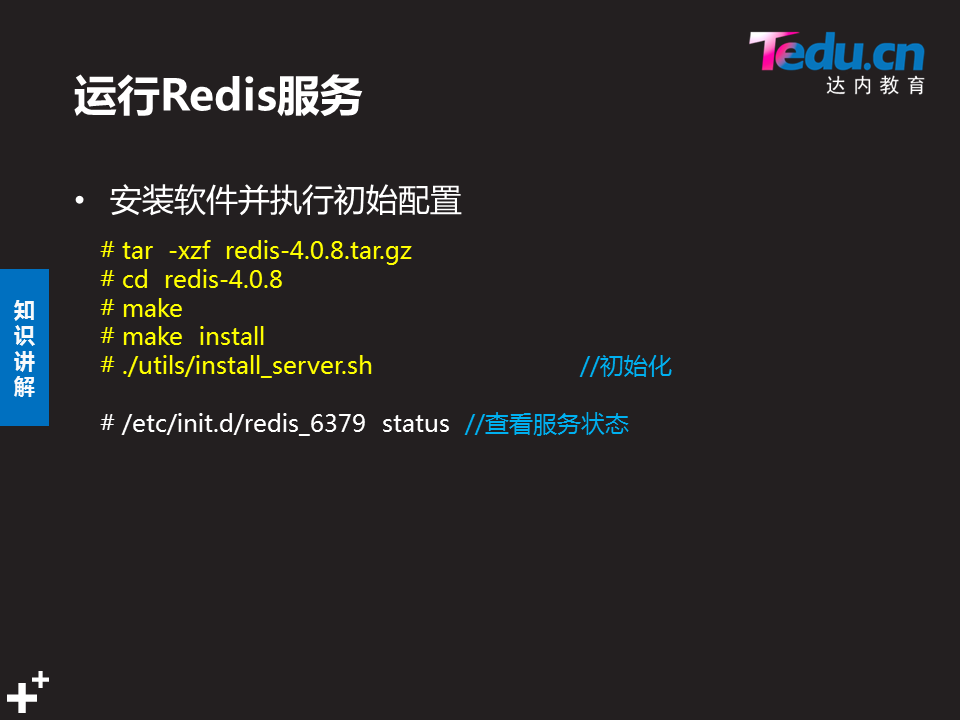 Tedu.cn
达内教育
运行Redis服务
• 安装软件并执行初始配置
# tar -xzf redis-4.0.8.tar.gz
# cd redis-4.0.8
# make
# make install
# ./utils/install_server.sh //初始化
# /etc/init.d/redis_6379 status //查看服务状态
知识讲解